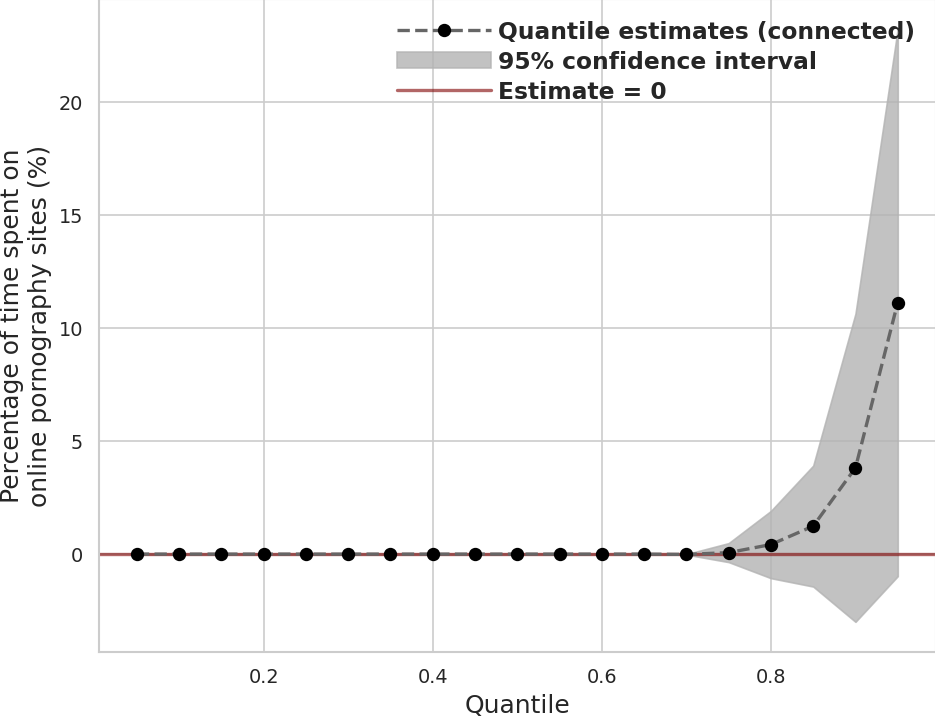 Quantile estimates (connected)
95% confidence interval
Estimate = 0
Percentage of time spent on
online pornography sites (%)
20
15
10
5
0
0.2
0.4
0.6
0.8
Quantile